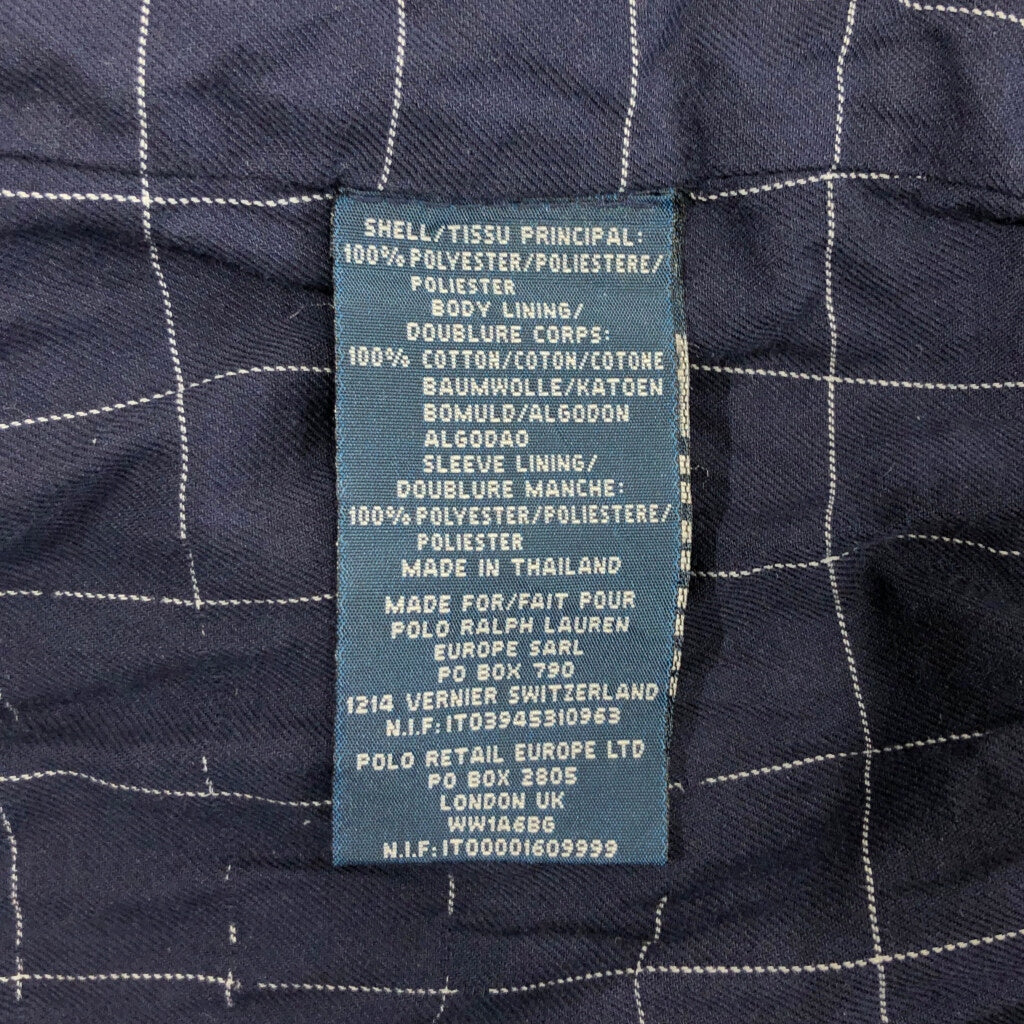 SHELL/TISSU PRINCIPAL:
100% POLYESTER/POLIESTERE/
POLIESTER
BODY LINING/
DOUBLURE CORPS:
100% COTTON/COTON/COTONE
BAUMWOLLE/KATOEN
BOMULD/ALGODON
ALGODAO
SLEEVE LINING/
DOUBLURE MANCHE:
100% POLYESTER/POLIESTERE/
POLIESTER
MADE IN THAILAND
MADE FOR/FAIT POUR
POLO RALPH LAUREN
EUROPE SARL
PO BOX 790
1214 VERNIER SWITZERLAND
N.I.F: IT03945310963
POLO RETAIL EUROPE LTD
PO BOX 2805
LONDON UK
WW1A6BG
N.I.F: IT00001609999